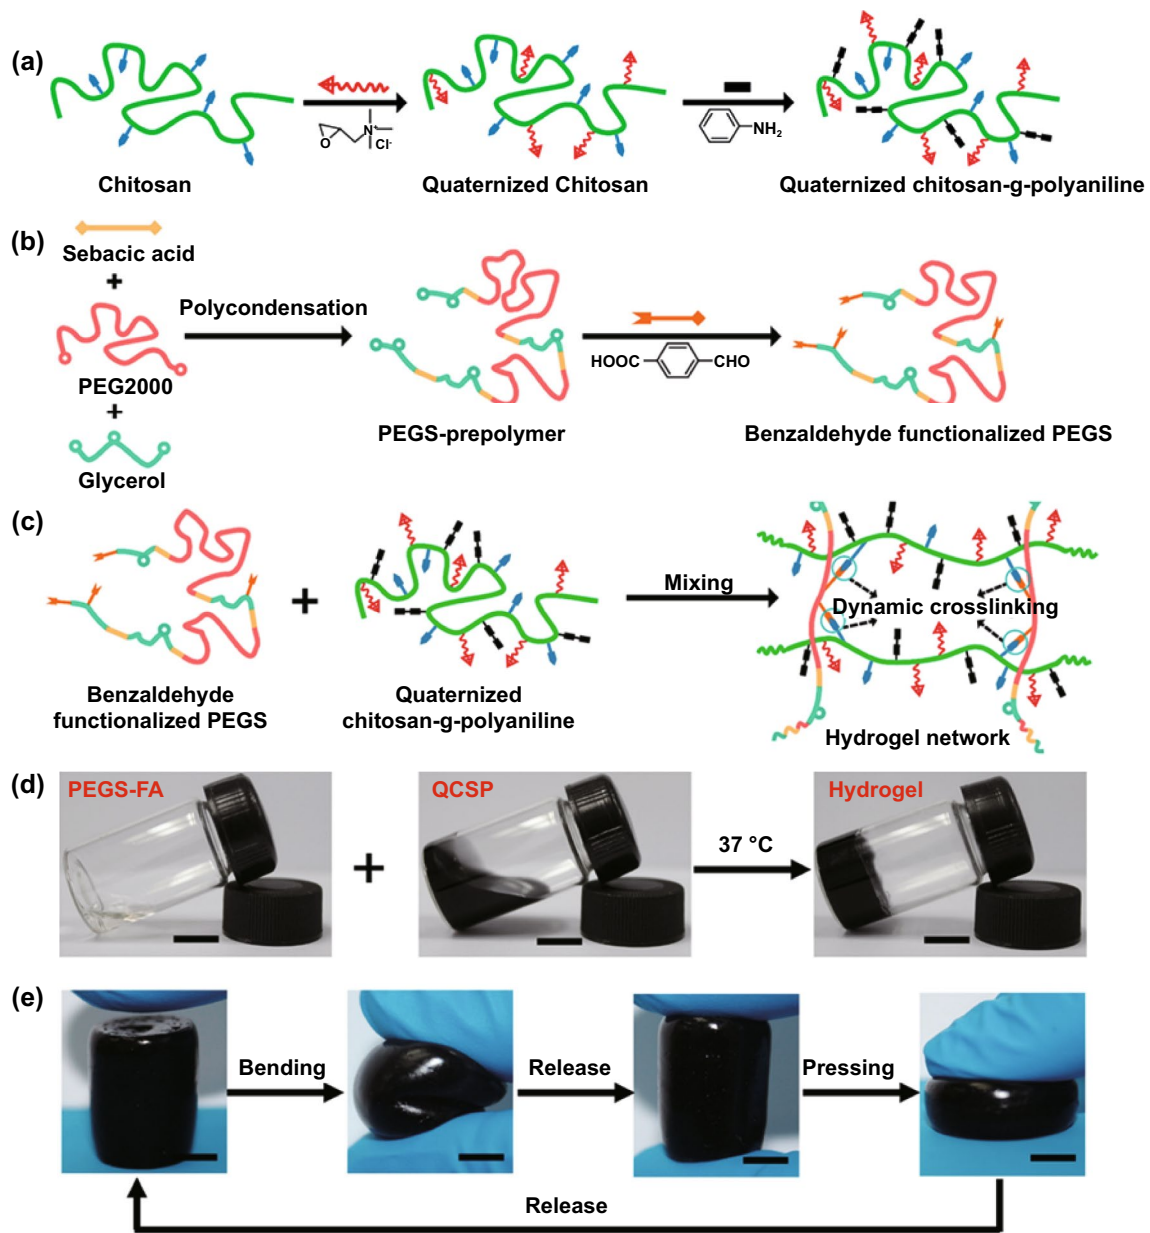 (a)
O
N+
Cl-
NH2
Chitosan
Quaternized Chitosan
Quaternized chitosan-g-polyaniline
(b)
Sebacic acid
+
PEG2000
+
Glycerol
Polycondensation
HOOC
CHO
PEGS-prepolymer
Benzaldehyde functionalized PEGS
(c)
+
Mixing
Dynamic crosslinking
Benzaldehyde
functionalized PEGS
Quaternized
chitosan-g-polyaniline
Hydrogel network
(d)
PEGS-FA
+
QCSP
37 °C
Hydrogel
(e)
Bending
Release
Pressing
Release